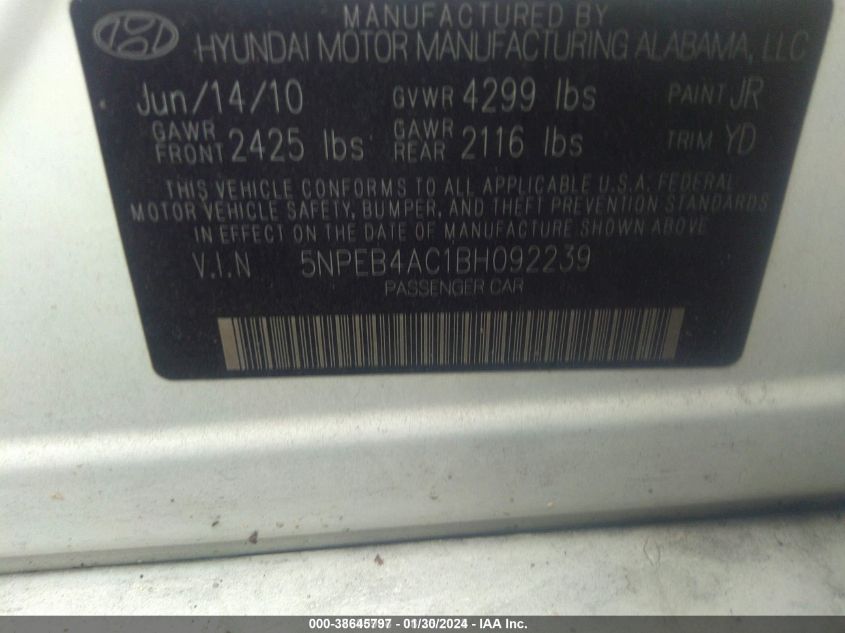 MANUFACTURED BY
HYUNDAI MOTOR MANUFACTURING ALABAMA, LLC
Jun/14/10 GVWR 4299 lbs PAINT JR
GAWR FRONT 2425 lbs GAWR REAR 2116 lbs TRIM YD
THIS VEHICLE CONFORMS TO ALL APPLICABLE U.S.A. FEDERAL
MOTOR VEHICLE SAFETY, BUMPER, AND THEFT PREVENTION STANDARDS
IN EFFECT ON THE DATE OF MANUFACTURE SHOWN ABOVE
V.I.N 5NPEB4AC1BH092239
PASSENGER CAR
000-38645797 - 01/30/2024 - IAA Inc.